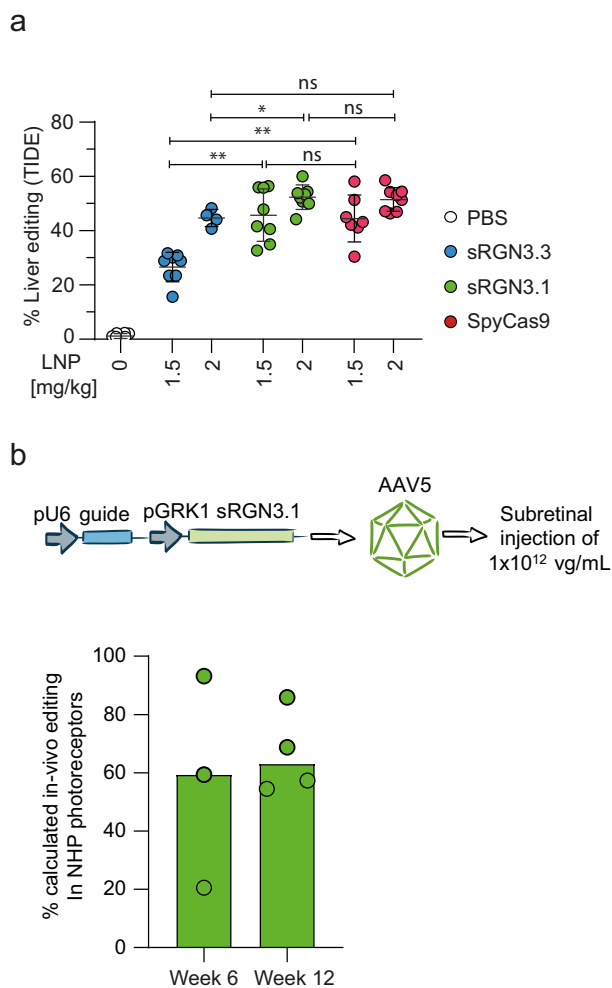 a
ns
* ns
**
** ns
80
60
40
20
0
% Liver editing (TIDE)
PBS
sRGN3.3
sRGN3.1
SpyCas9
LNP
[mg/kg]
0 1.5 2 1.5 2 1.5 2
b
pU6 guide pGRK1 sRGN3.1
AAV5
Subretinal
injection of
1x10¹² vg/mL
100
80
60
40
20
0
% calculated in-vivo editing
In NHP photoreceptors
Week 6 Week 12